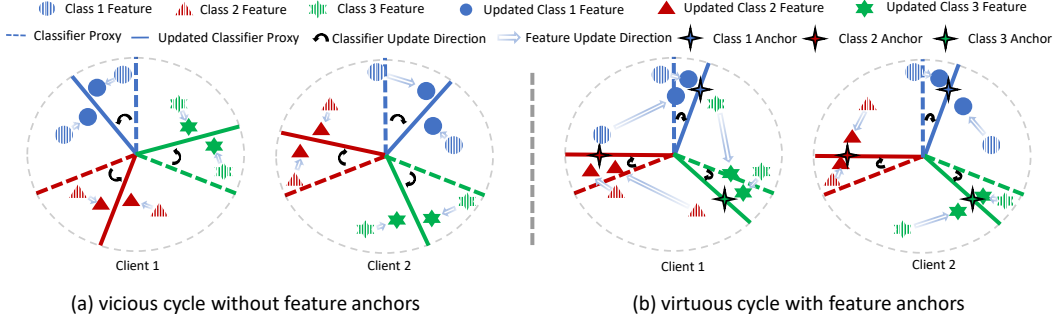 Class 1 Feature Class 2 Feature Class 3 Feature Updated Class 1 Feature Updated Class 2 Feature Updated Class 3 Feature
Classifier Proxy Updated Classifier Proxy Classifier Update Direction Feature Update Direction Class 1 Anchor Class 2 Anchor Class 3 Anchor
Client 1 Client 2 Client 1 Client 2
(a) vicious cycle without feature anchors (b) virtuous cycle with feature anchors